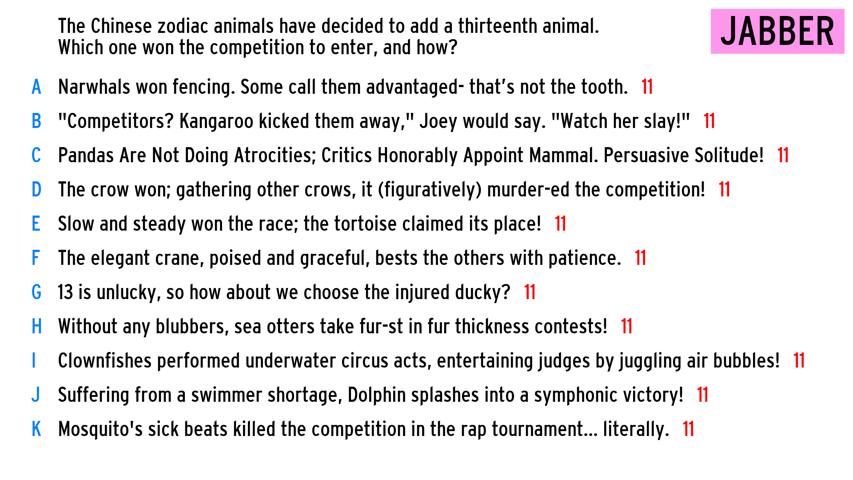 The Chinese zodiac animals have decided to add a thirteenth animal.
Which one won the competition to enter, and how?
JABBER
A Narwhals won fencing. Some call them advantaged- that's not the tooth. 11
B "Competitors? Kangaroo kicked them away," Joey would say. "Watch her slay!" 11
C Pandas Are Not Doing Atrocities; Critics Honorably Appoint Mammal. Persuasive Solitude! 11
D The crow won; gathering other crows, it (figuratively) murder-ed the competition! 11
E Slow and steady won the race; the tortoise claimed its place! 11
F The elegant crane, poised and graceful, bests the others with patience. 11
G 13 is unlucky, so how about we choose the injured ducky? 11
H Without any blubbers, sea otters take fur-st in fur thickness contests! 11
I Clownfishes performed underwater circus acts, entertaining judges by juggling air bubbles! 11
J Suffering from a swimmer shortage, Dolphin splashes into a symphonic victory! 11
K Mosquito's sick beats killed the competition in the rap tournament... literally. 11